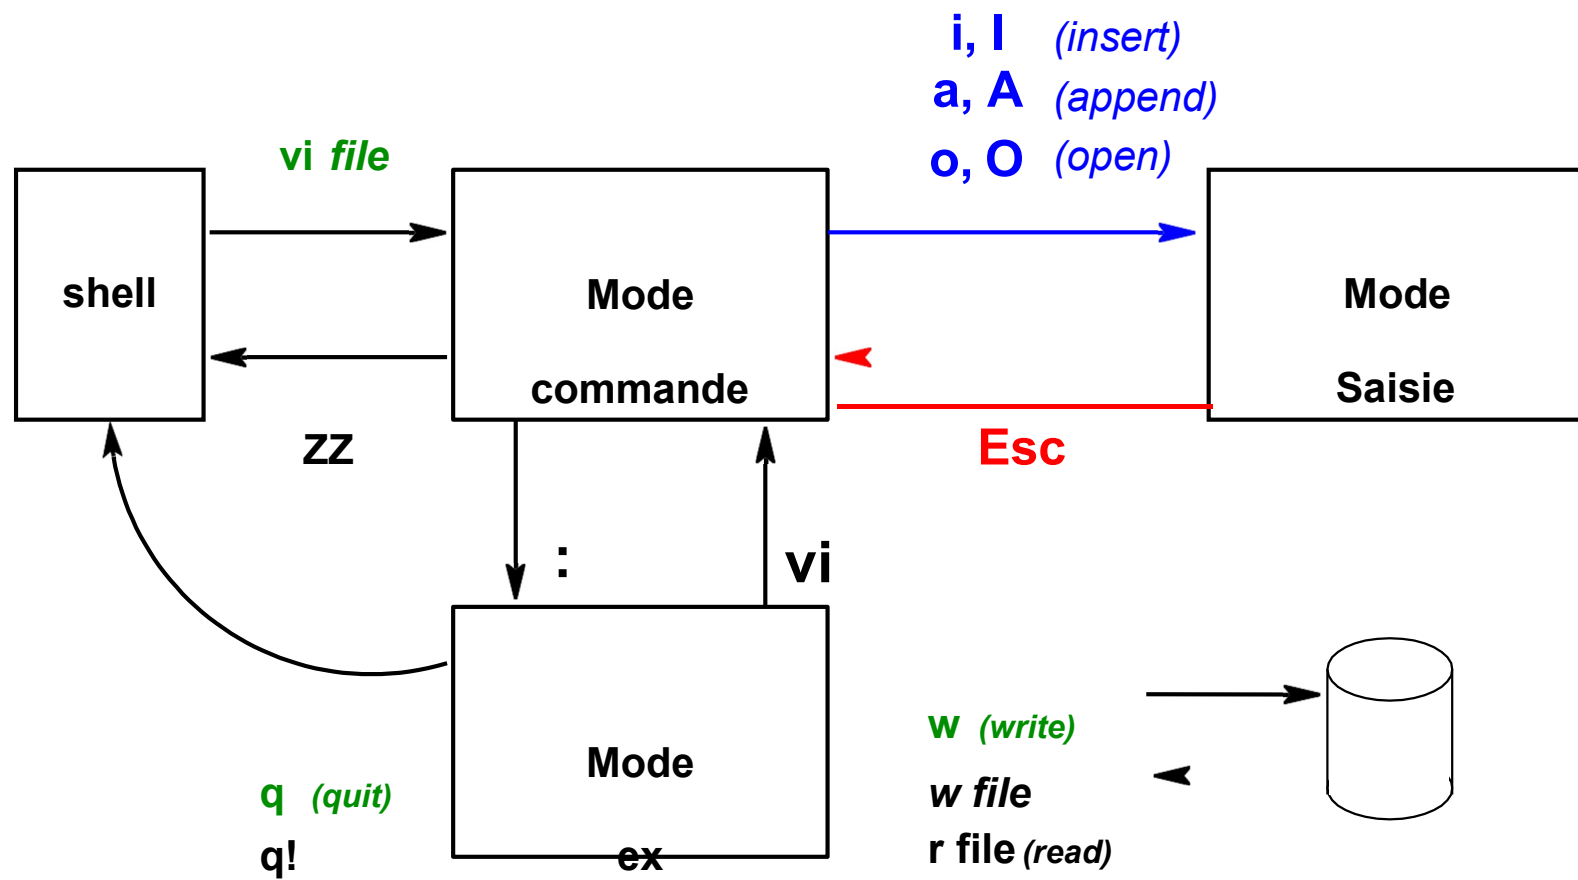 i, I (insert)
a, A (append)
o, O (open)
vi file
shell
Mode
commande
Mode
Saisie
ZZ
Esc
:
vi
Mode
ex
q (quit)
q!
w (write)
w file
r file (read)